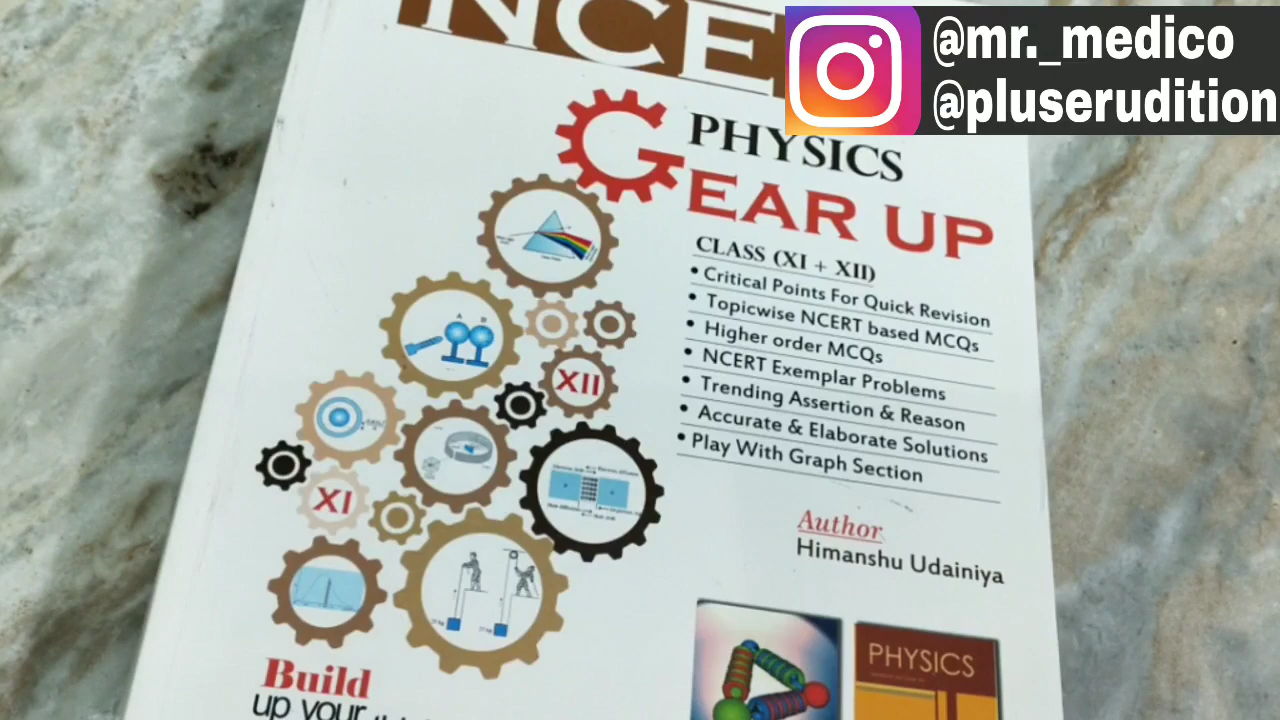 NCE
@mr._medico
@pluserudition
PHYSICS
GEAR UP
CLASS (XI + XII)
• Critical Points For Quick Revision
• Topicwise NCERT based MCQs
• Higher order MCQs
• NCERT Exemplar Problems
• Trending Assertion & Reason
• Accurate & Elaborate Solutions
• Play With Graph Section
A B
XII
XI
Author
Himanshu Udainiya
PHYSICS
Build
up your